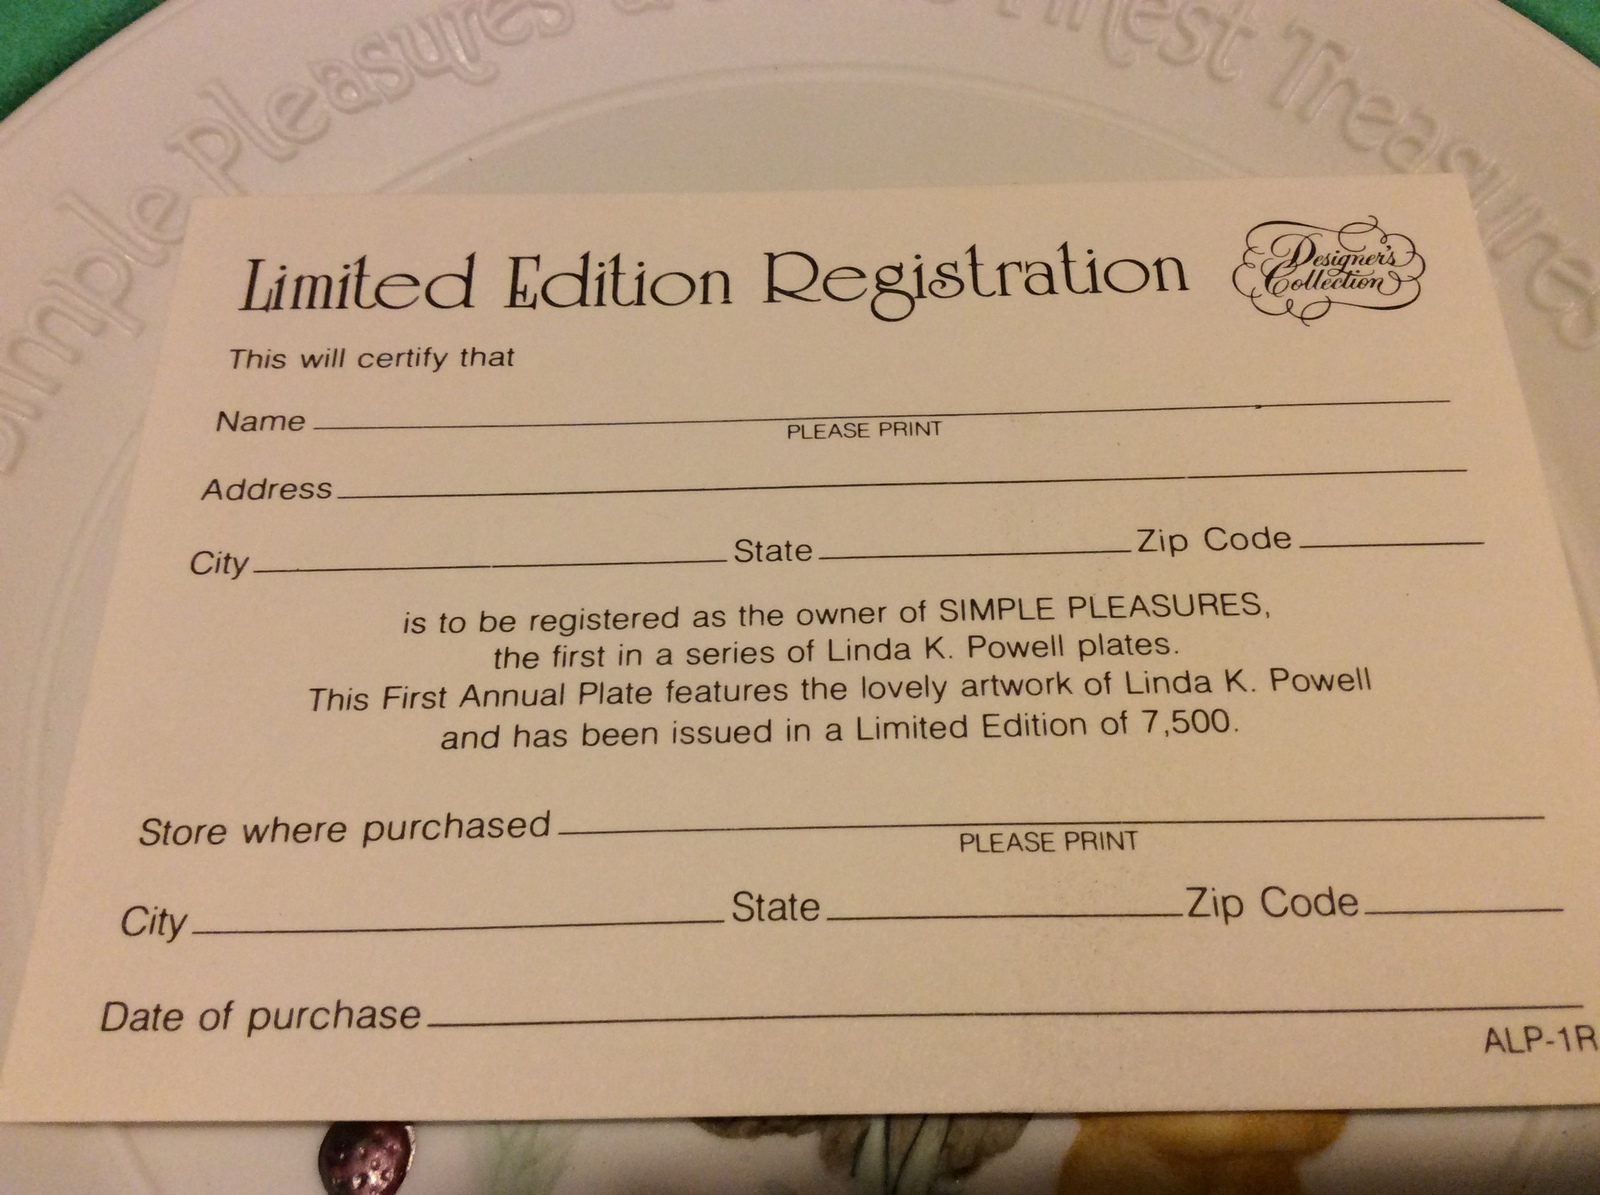 Simple Pleasures Finest Treasures
Limited Edition Registration
Designer's
Collection
This will certify that
Name
PLEASE PRINT
Address
City State Zip Code
is to be registered as the owner of SIMPLE PLEASURES,
the first in a series of Linda K. Powell plates.
This First Annual Plate features the lovely artwork of Linda K. Powell
and has been issued in a Limited Edition of 7,500.
Store where purchased
PLEASE PRINT
City State Zip Code
Date of purchase
ALP-1R